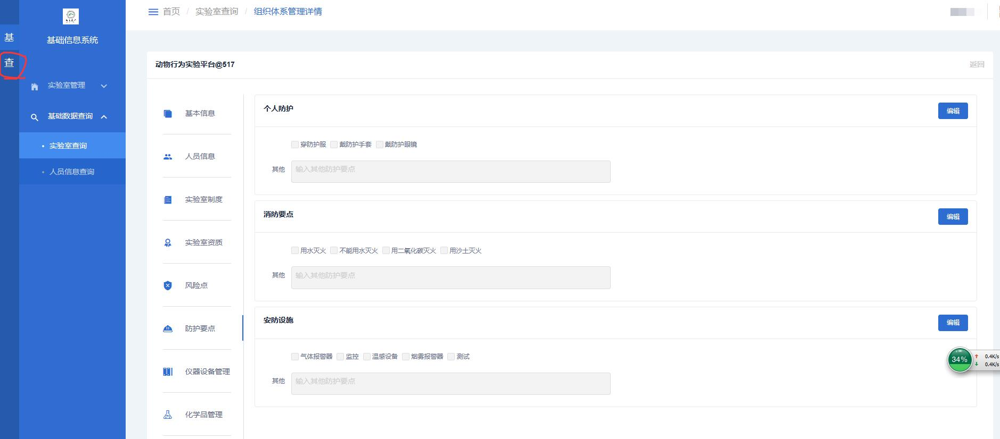 首页 / 实验室查询 / 组织体系管理详情
基
查
基础信息系统
实验室管理
基础数据查询
实验室查询
人员信息查询
动物行为实验平台@517
返回
基本信息
人员信息
实验室制度
实验室资质
风险点
防护要点
仪器设备管理
化学品管理
个人防护
编辑
穿防护服 戴防护手套 戴防护眼镜
其他 输入其他防护要点
消防要点
编辑
用水灭火 不能用水灭火 用二氧化碳灭火 用沙土灭火
其他 输入其他防护要点
安防设施
编辑
气体报警器 监控 温感设备 烟雾报警器 测试
其他 输入其他防护要点
34%
↑ 0.4K/s
↓ 0.4K/s